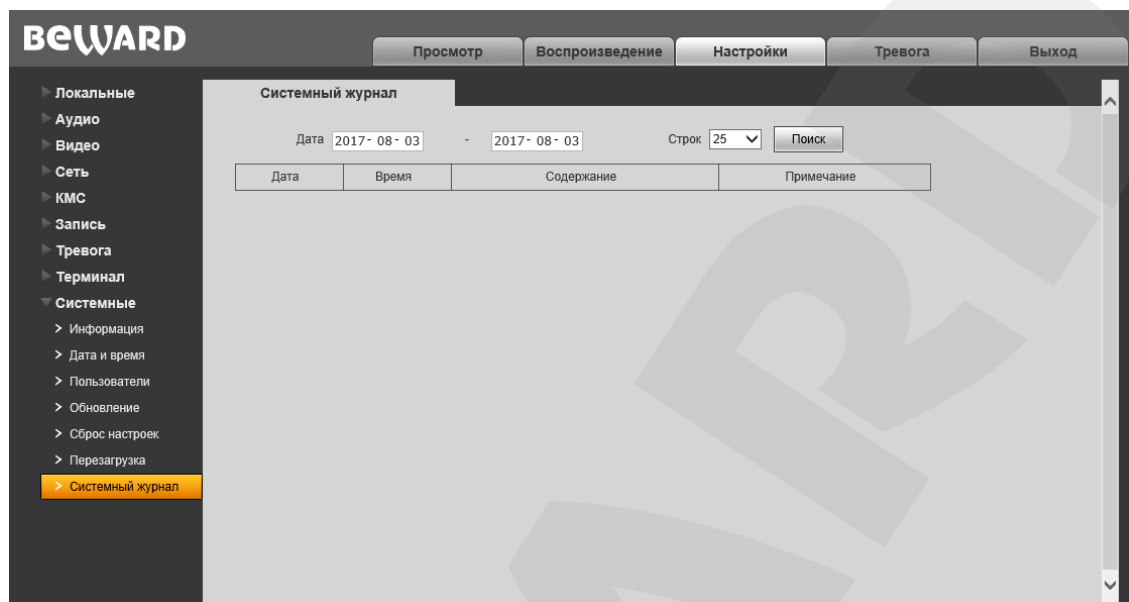 BEWARD
Просмотр Воспроизведение Настройки Тревога Выход
Локальные
Аудио
Видео
Сеть
КМС
Запись
Тревога
Терминал
Системные
Информация
Дата и время
Пользователи
Обновление
Сброс настроек
Перезагрузка
Системный журнал
Системный журнал
Дата 2017- 08- 03 - 2017- 08- 03 Строк 25 Поиск
Дата Время Содержание Примечание